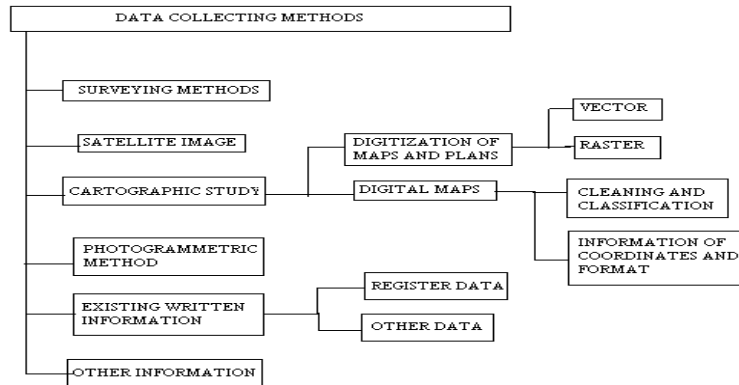 DATA COLLECTING METHODS
SURVEYING METHODS
SATELLITE IMAGE
CARTOGRAPHIC STUDY
DIGITIZATION OF
MAPS AND PLANS
VECTOR
RASTER
DIGITAL MAPS
CLEANING AND
CLASSIFICATION
INFORMATION OF
COORDINATES AND
FORMAT
PHOTOGRAMMETRIC
METHOD
EXISTING WRITTEN
INFORMATION
REGISTER DATA
OTHER DATA
OTHER INFORMATION